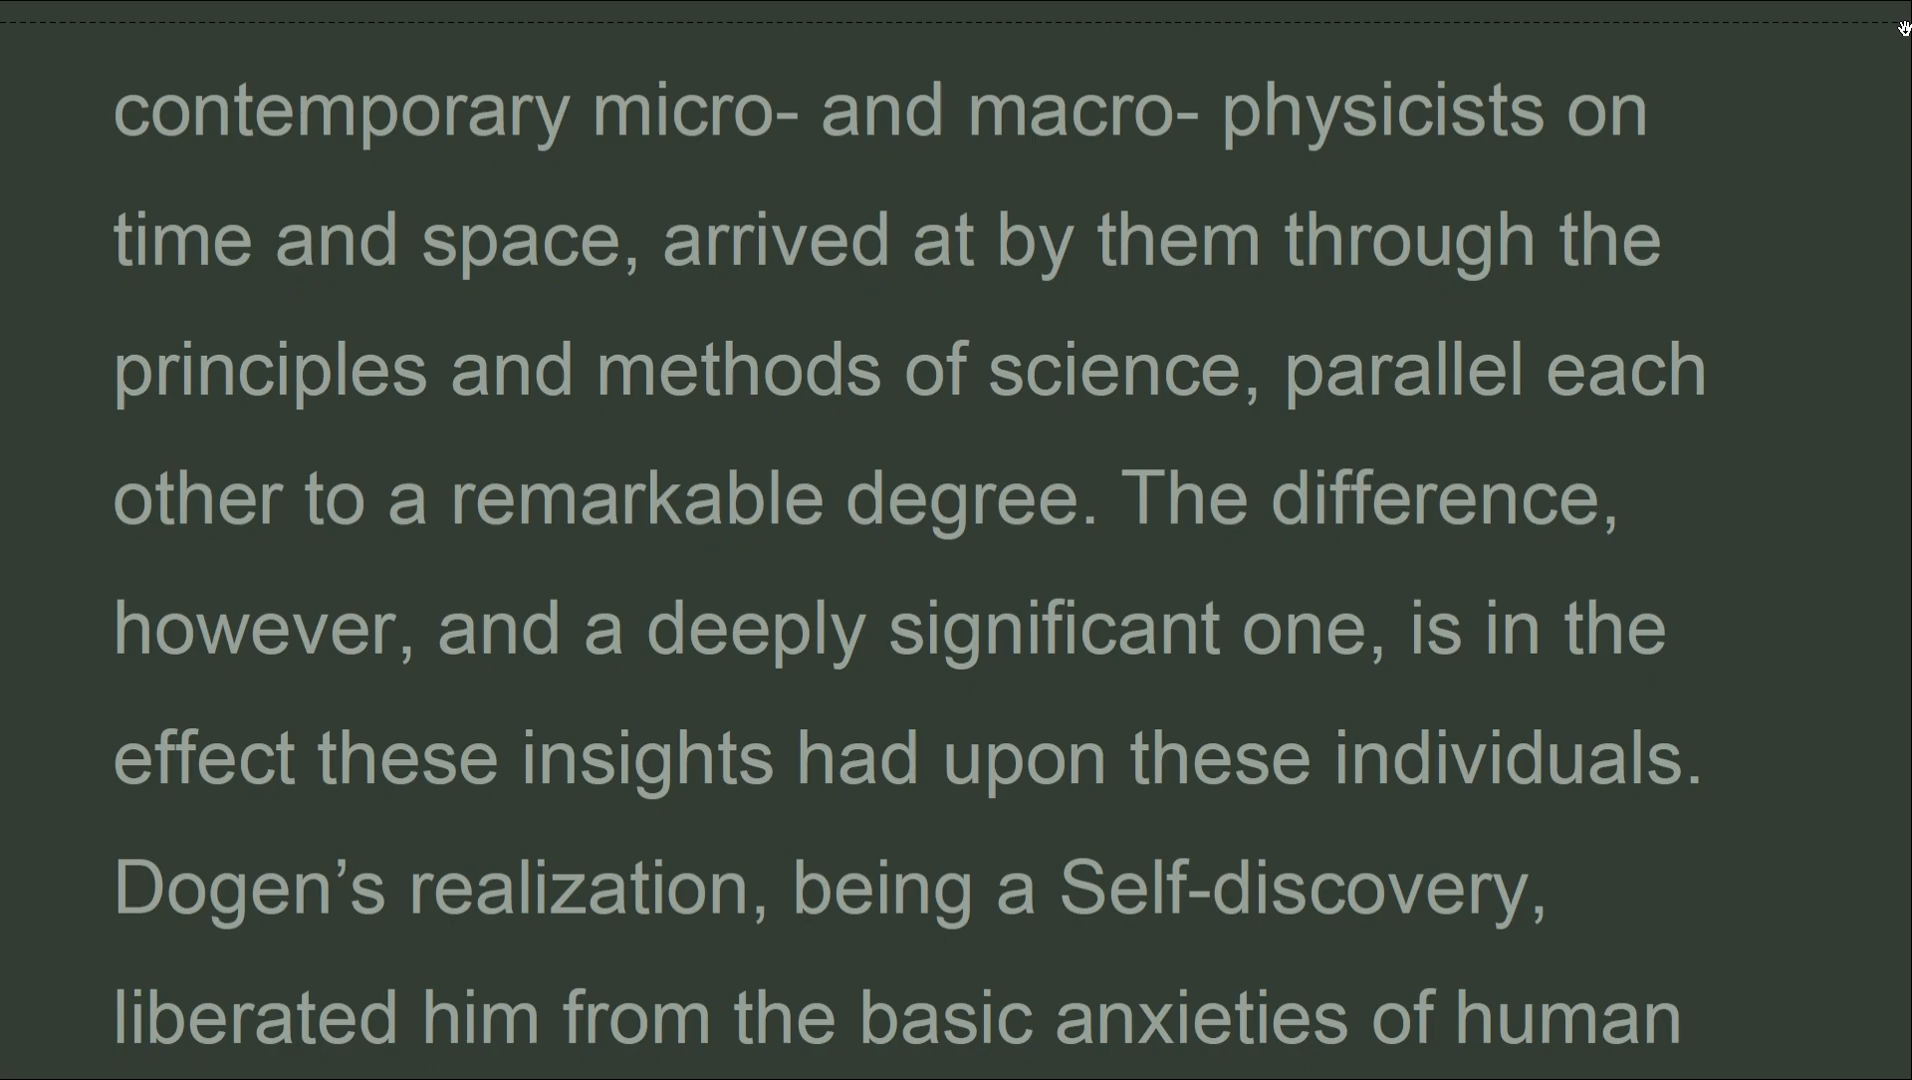 contemporary micro- and macro- physicists on
time and space, arrived at by them through the
principles and methods of science, parallel each
other to a remarkable degree. The difference,
however, and a deeply significant one, is in the
effect these insights had upon these individuals.
Dogen’s realization, being a Self-discovery,
liberated him from the basic anxieties of human